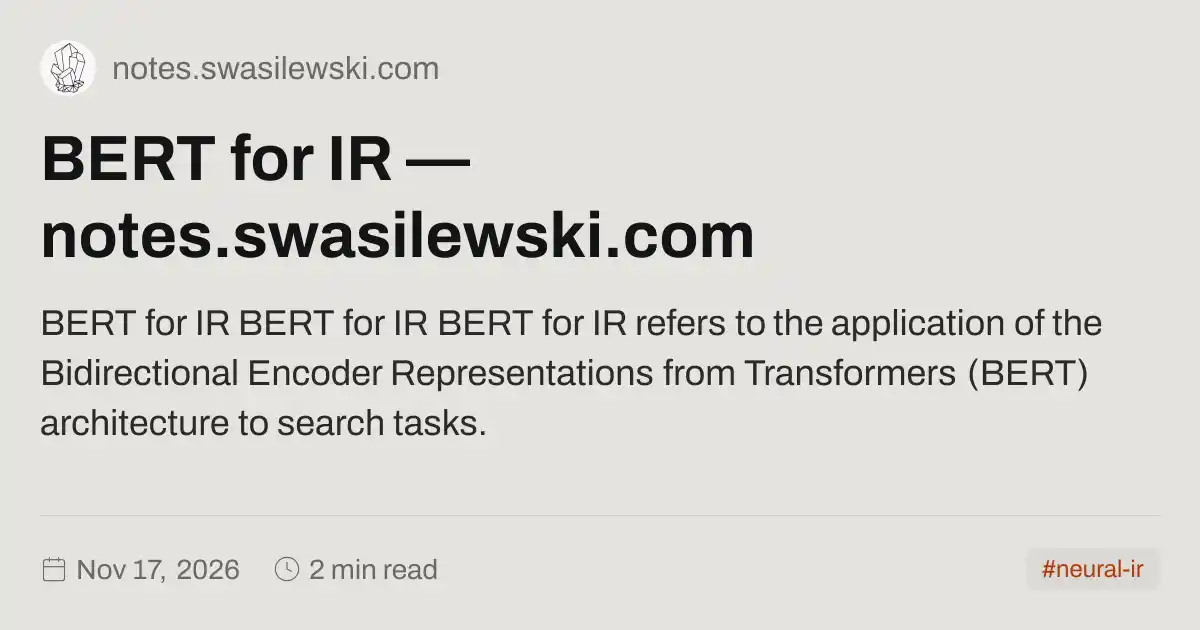 notes.swasilewski.com
BERT for IR —
notes.swasilewski.com
BERT for IR BERT for IR BERT for IR refers to the application of the
Bidirectional Encoder Representations from Transformers (BERT)
architecture to search tasks.
Nov 17, 2026 2 min read #neural-ir